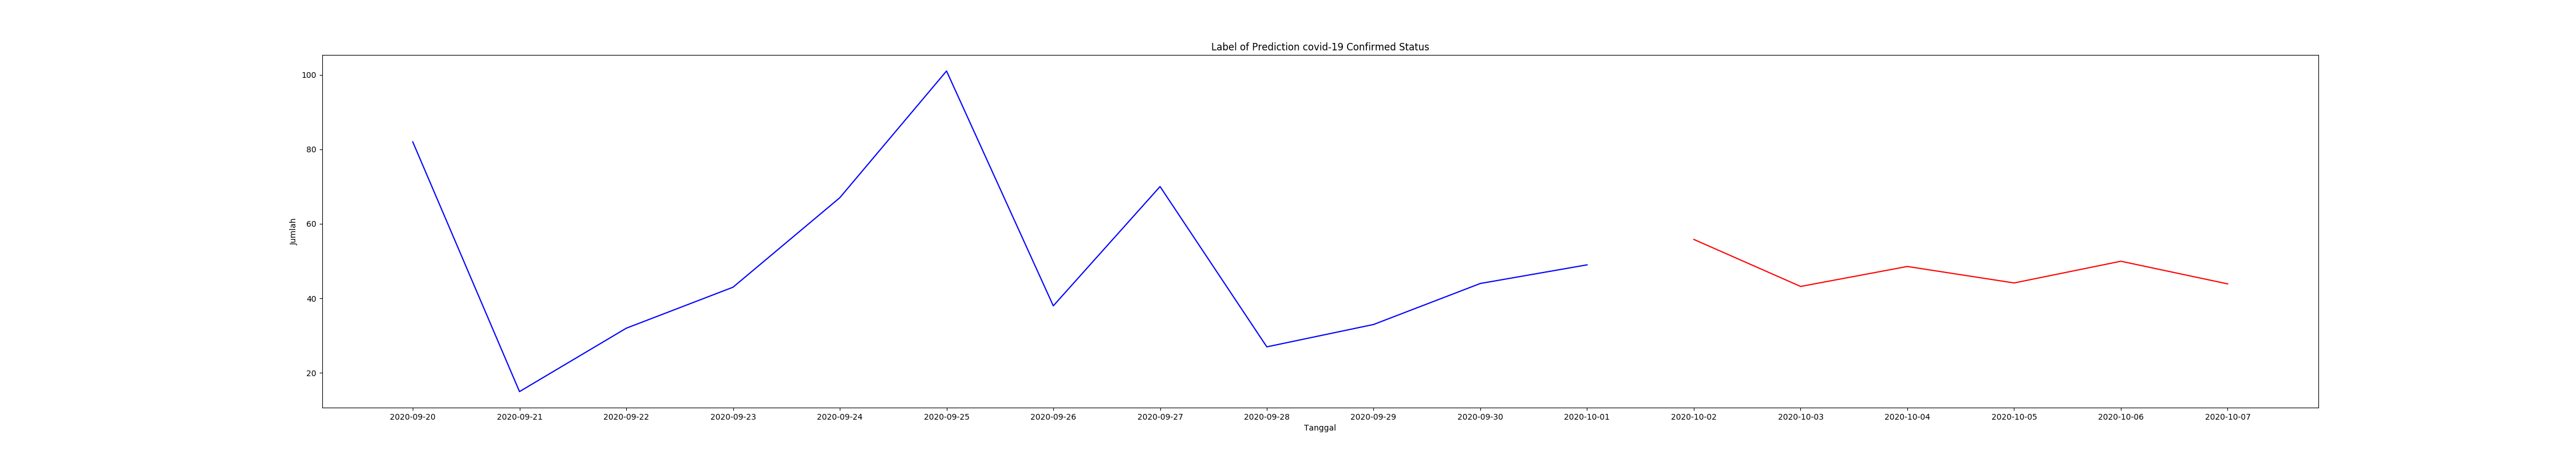 Label of Prediction covid-19 Confirmed Status
100
80
60
40
20
Jumlah
2020-09-20 2020-09-21 2020-09-22 2020-09-23 2020-09-24 2020-09-25 2020-09-26 2020-09-27 2020-09-28 2020-09-29 2020-09-30 2020-10-01 2020-10-02 2020-10-03 2020-10-04 2020-10-05 2020-10-06 2020-10-07
Tanggal